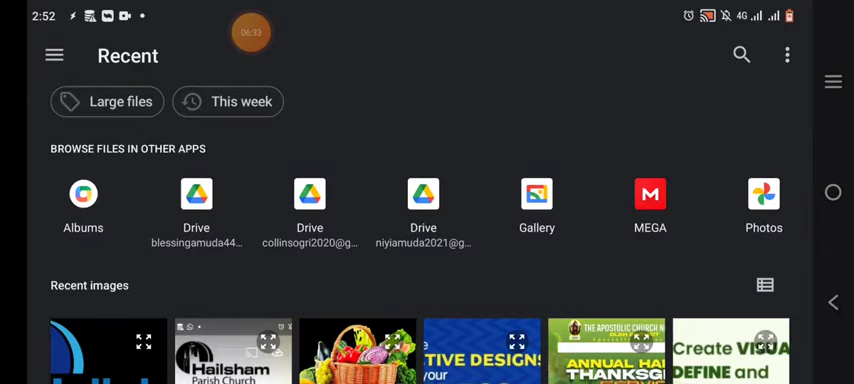 2:52
06:33
4G
Recent
Large files
This week
BROWSE FILES IN OTHER APPS
Albums
Drive
blessingamuda44...
Drive
collinsogri2020@g...
Drive
niyiamuda2021@g...
Gallery
MEGA
Photos
Recent images
Hailsham
Parish Church
TIVE DESIGNS
your
THE APOSTOLIC CHURCH N
ANNUAL HA
THANKSG
Create VISUA
DEFINE and